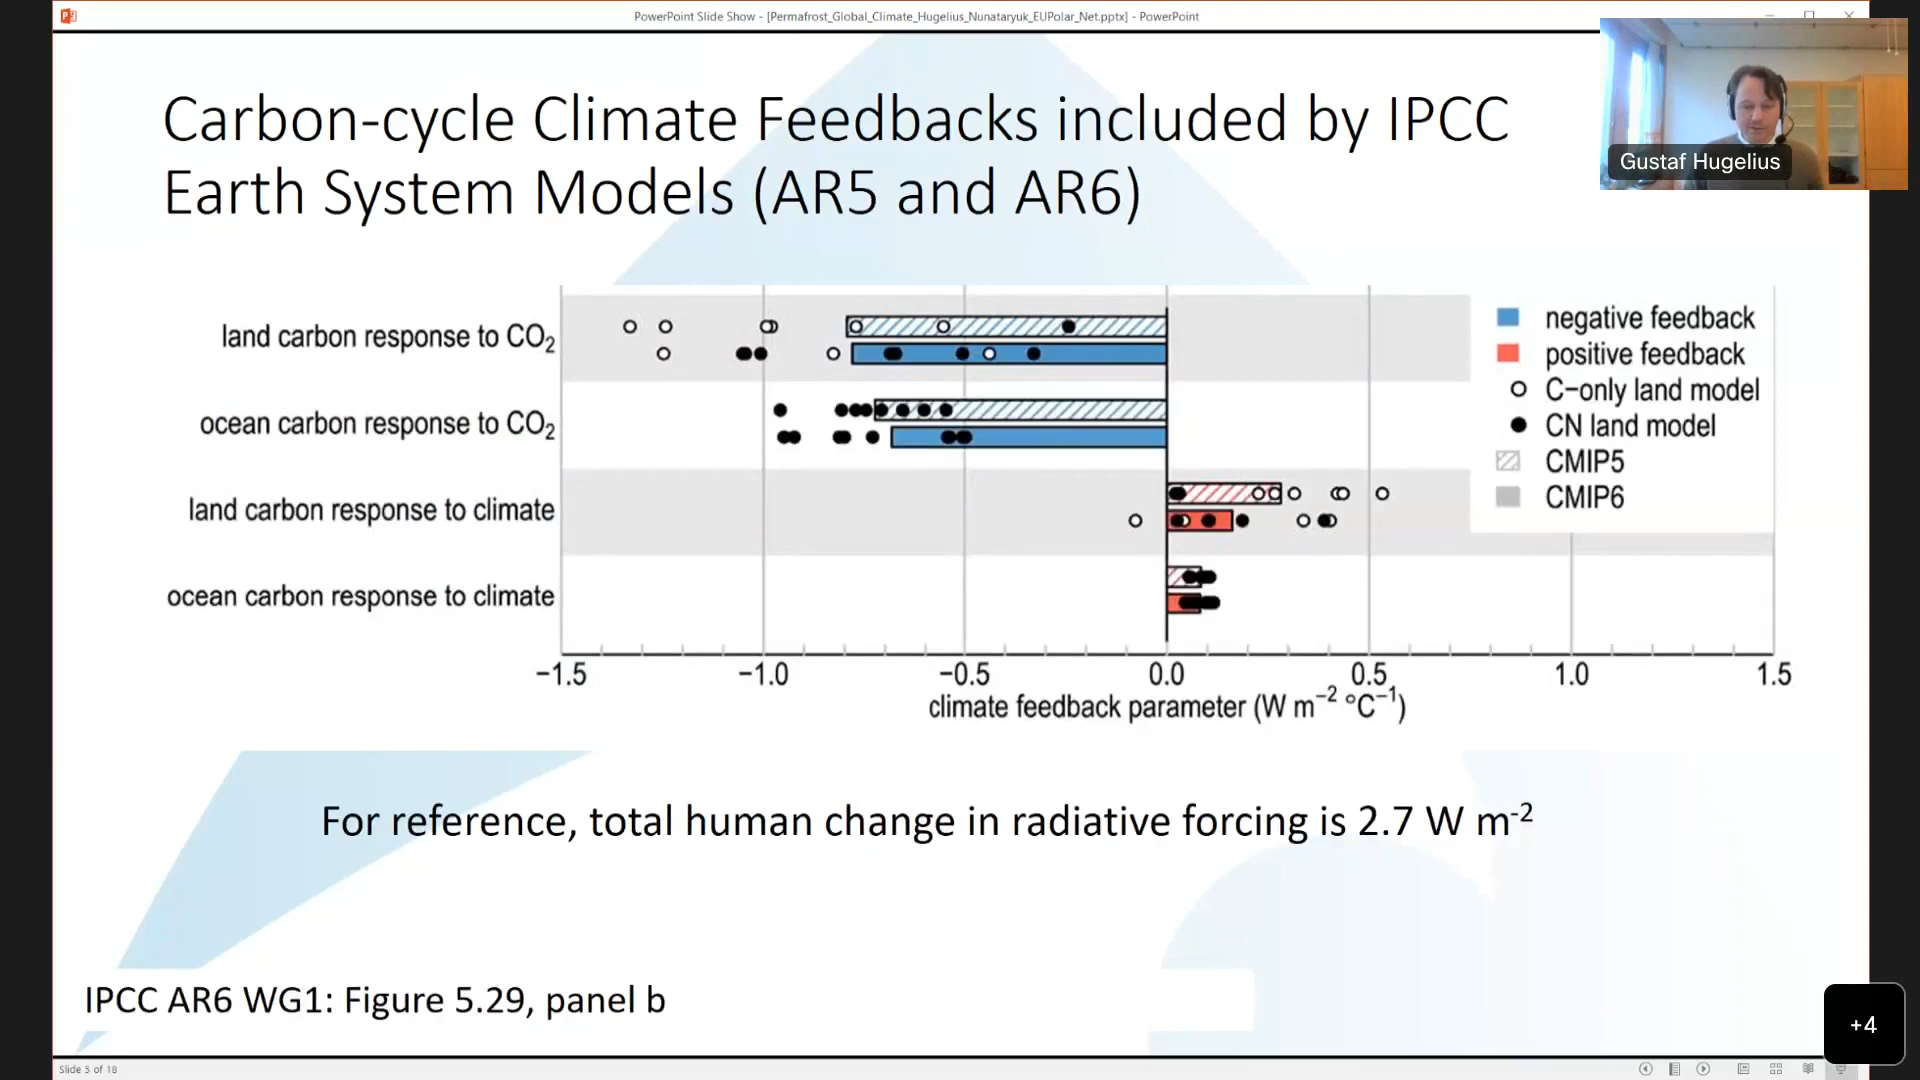 PowerPoint Slide Show - [Permafrost_Global_Climate_Hugelius_Nunataryuk_EUPolar_Net.pptx] - PowerPoint
Carbon-cycle Climate Feedbacks included by IPCC
Earth System Models (AR5 and AR6)
Gustaf Hugelius
land carbon response to CO₂
ocean carbon response to CO₂
land carbon response to climate
ocean carbon response to climate
negative feedback
positive feedback
C−only land model
CN land model
CMIP5
CMIP6
−1.5 −1.0 −0.5 0.0 0.5 1.0 1.5
climate feedback parameter (W m⁻² °C⁻¹)
For reference, total human change in radiative forcing is 2.7 W m⁻²
IPCC AR6 WG1: Figure 5.29, panel b
+4
Slide 5 of 18